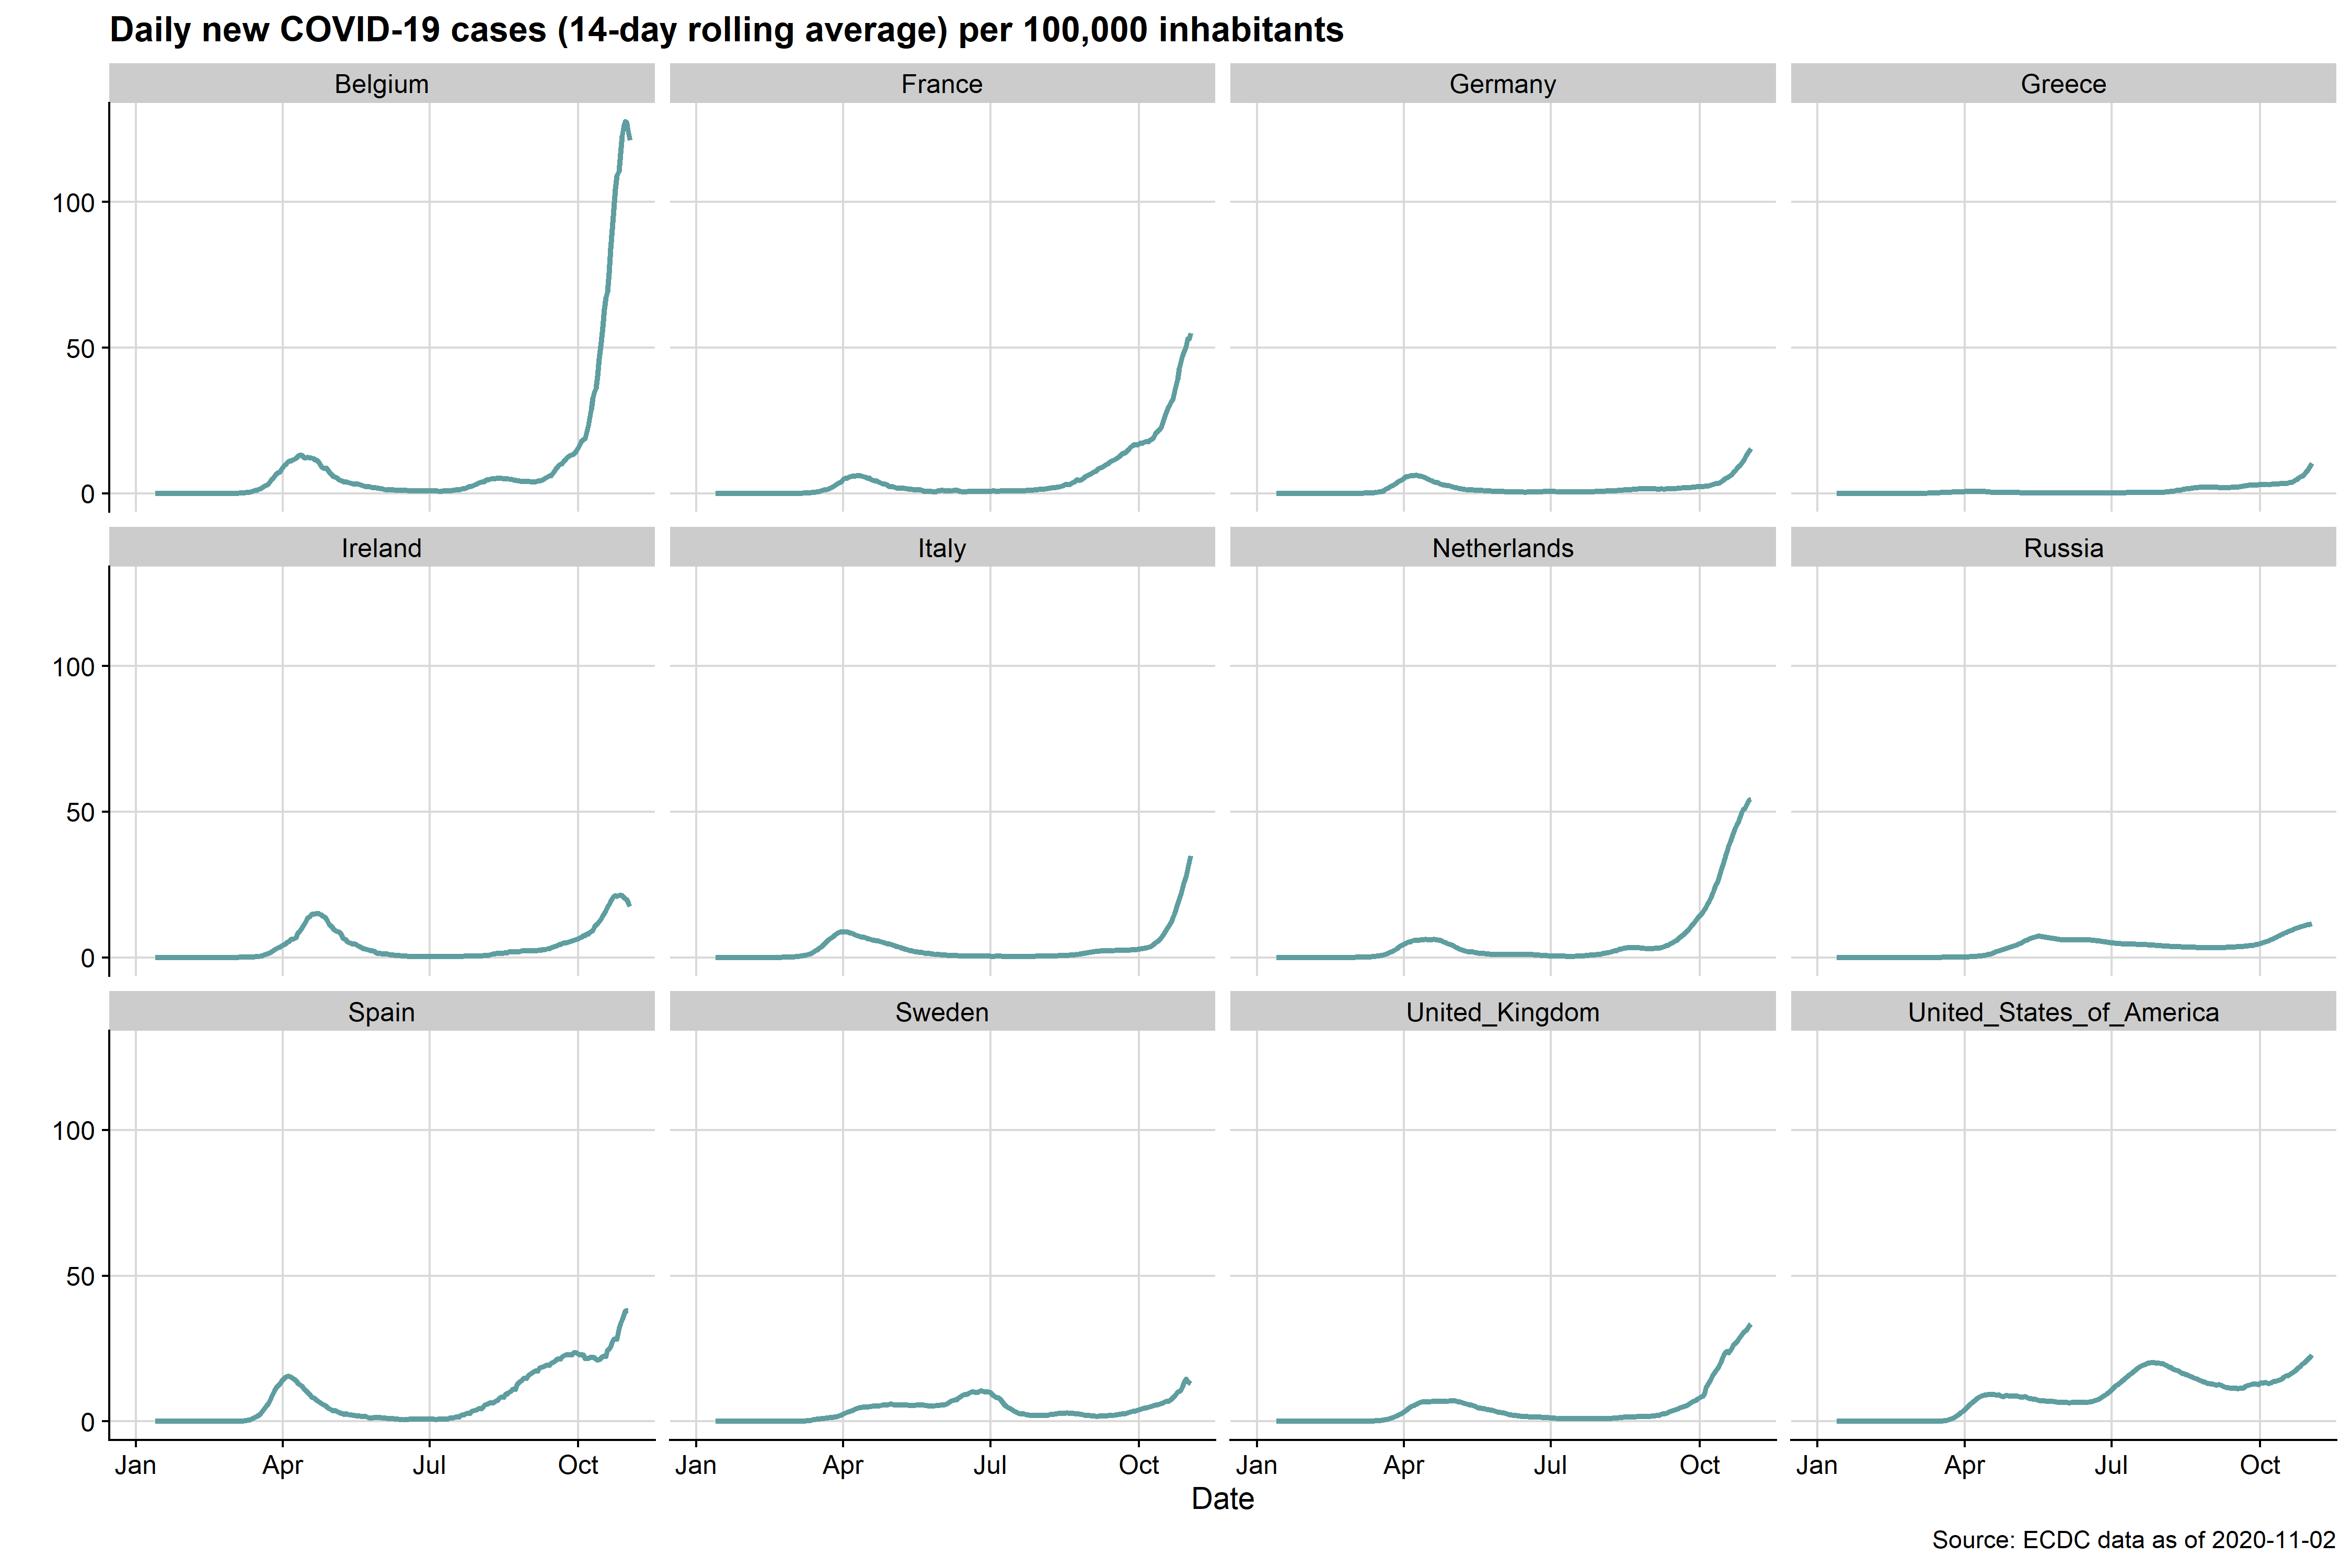 Daily new COVID-19 cases (14-day rolling average) per 100,000 inhabitants
Belgium France Germany Greece
100
50
0
Ireland Italy Netherlands Russia
100
50
0
Spain Sweden United_Kingdom United_States_of_America
100
50
0
Jan Apr Jul Oct Jan Apr Jul Oct Jan Apr Jul Oct Jan Apr Jul Oct
Date
Source: ECDC data as of 2020-11-02